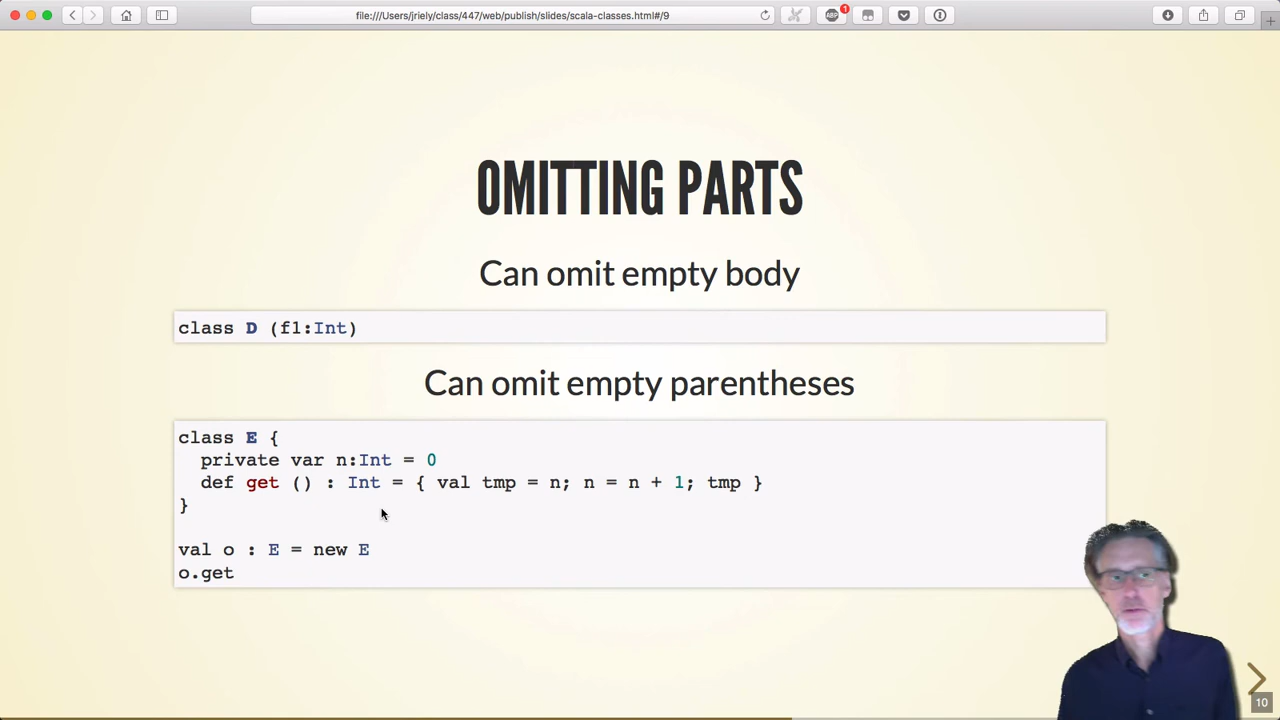 file:///Users/jriely/class/447/web/publish/slides/scala-classes.html#/9
ABP
1
OMITTING PARTS
Can omit empty body
class D (f1:Int)
Can omit empty parentheses
class E {
  private var n:Int = 0
  def get () : Int = { val tmp = n; n = n + 1; tmp }
}
val o : E = new E
o.get
10